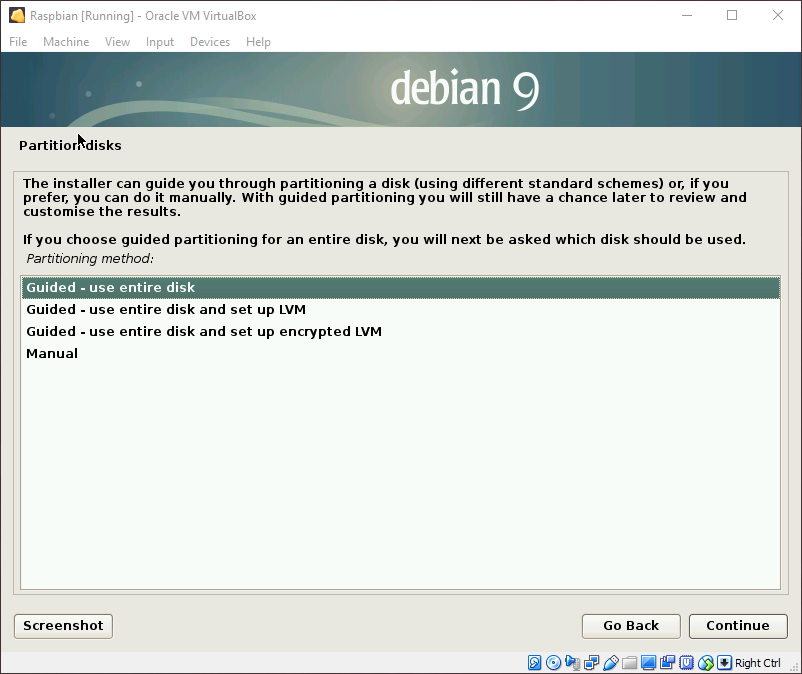 Raspbian [Running] - Oracle VM VirtualBox
File Machine View Input Devices Help
debian 9
Partition disks
The installer can guide you through partitioning a disk (using different standard schemes) or, if you
prefer, you can do it manually. With guided partitioning you will still have a chance later to review and
customise the results.
If you choose guided partitioning for an entire disk, you will next be asked which disk should be used.
Partitioning method:
Guided - use entire disk
Guided - use entire disk and set up LVM
Guided - use entire disk and set up encrypted LVM
Manual
Screenshot Go Back Continue
Right Ctrl